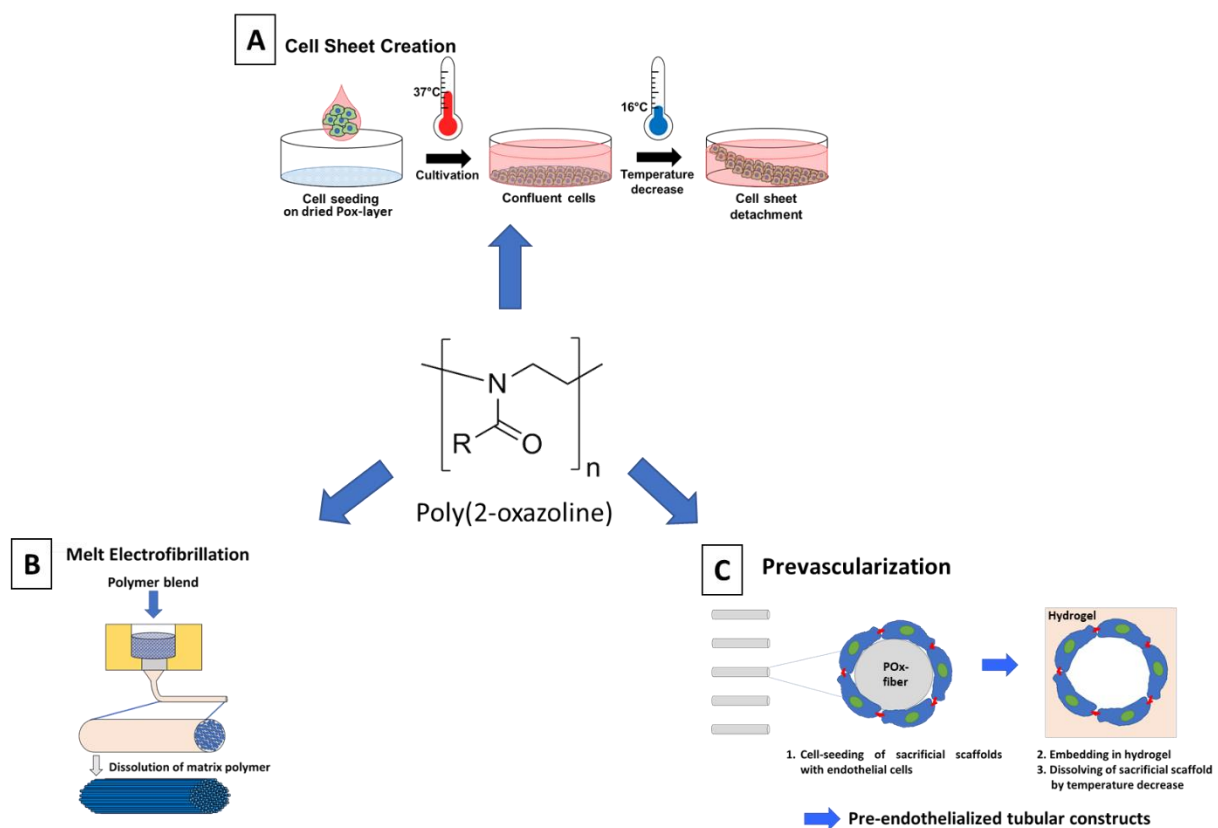 A
Cell Sheet Creation
37°C
16°C
Cultivation
Temperature
decrease
Cell seeding
on dried Pox-layer
Confluent cells
Cell sheet
detachment
N
R
O
n
Poly(2-oxazoline)
B
Melt Electrofibrillation
Polymer blend
Dissolution of matrix polymer
C
Prevascularization
POx-
fiber
Hydrogel
1. Cell-seeding of sacrificial scaffolds
with endothelial cells
2. Embedding in hydrogel
3. Dissolving of sacrificial scaffold
by temperature decrease
Pre-endothelialized tubular constructs